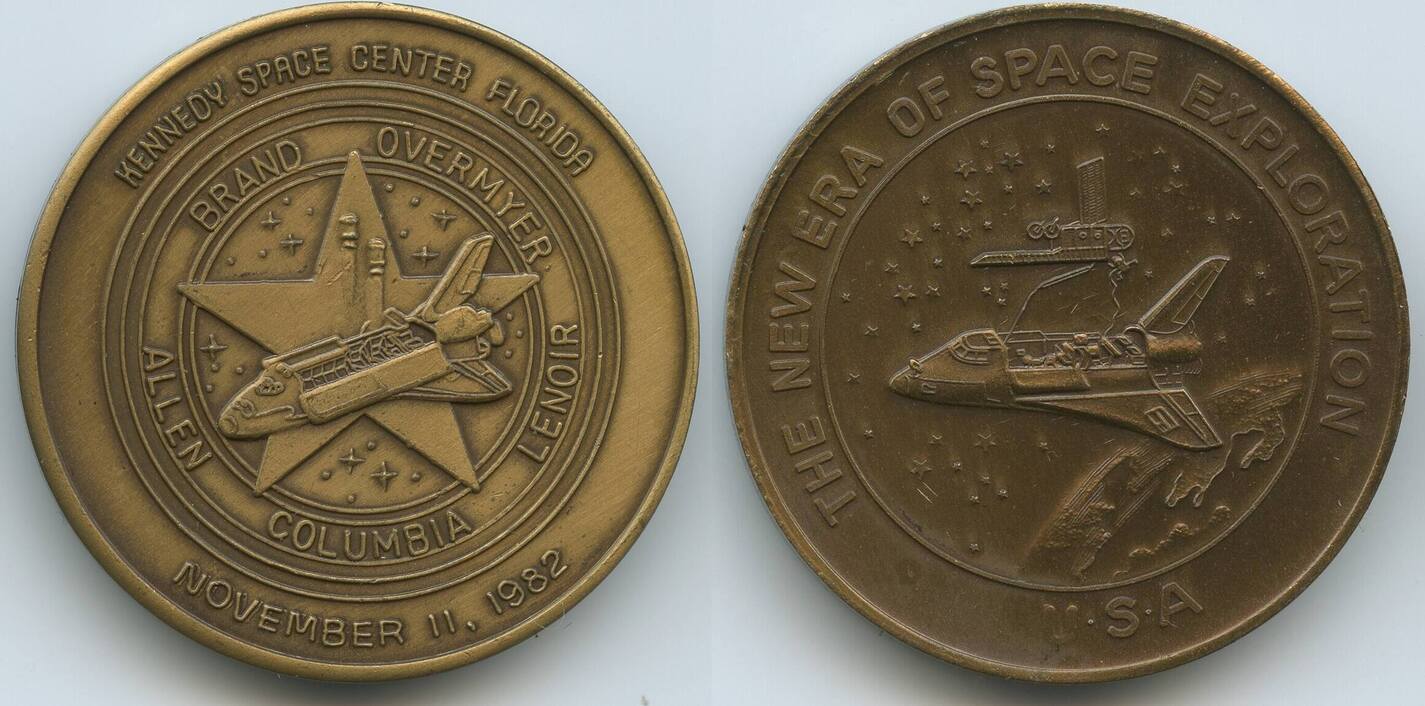 KENNEDY SPACE CENTER FLORIDA
BRAND
OVERMYER
ALLEN
LENOIR
COLUMBIA
NOVEMBER 11, 1982
THE NEW ERA OF SPACE EXPLORATION
U·S·A